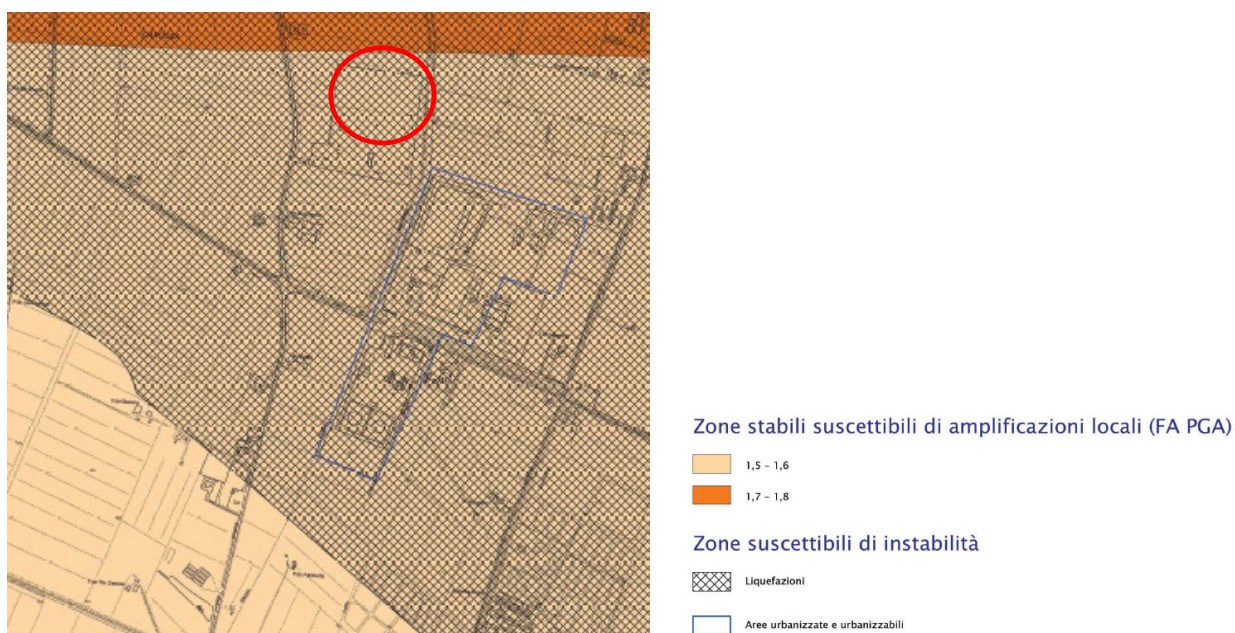 Zone stabili suscettibili di amplificazioni locali (FA PGA)
1,5 – 1,6
1,7 – 1,8
Zone suscettibili di instabilità
Liquefazioni
Aree urbanizzate e urbanizzabili